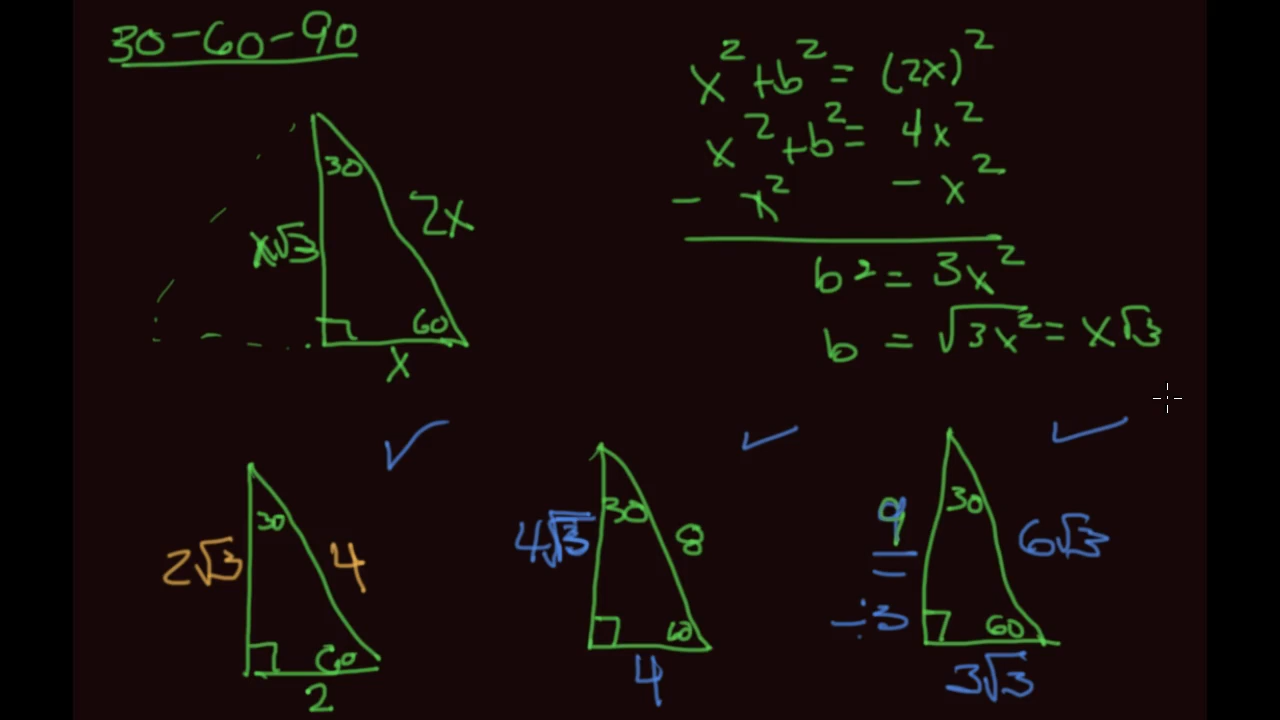 30-60-90
x² + b² = (2x)²
x² + b² = 4x²
- x² - x²
b² = 3x²
b = √3x² = x√3
30
2x
x√3
60
x
30
2√3
4
60
2
30
4√3
8
60
4
30
9
6√3
÷3
60
3√3